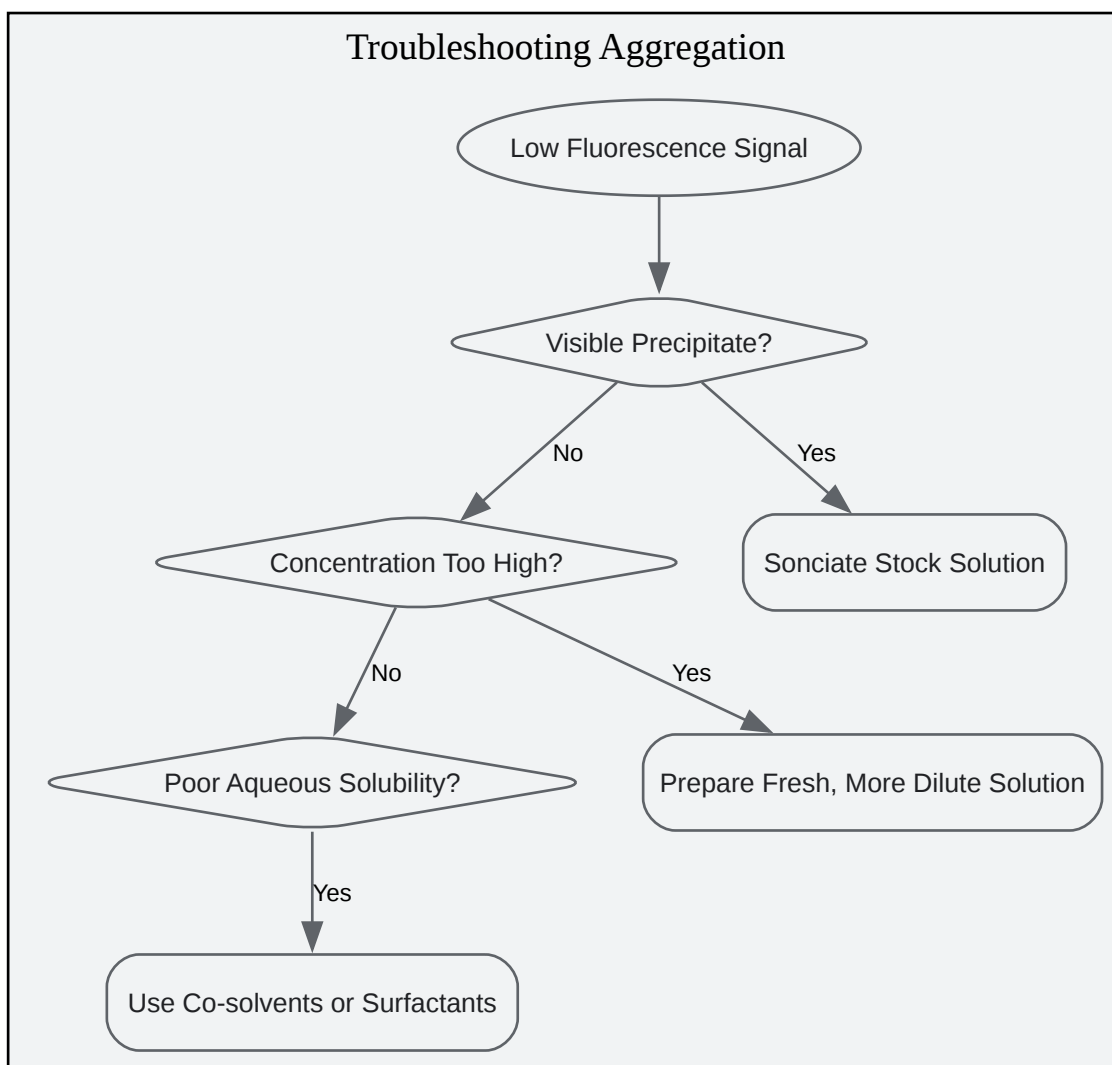 Troubleshooting Aggregation
Low Fluorescence Signal
Visible Precipitate?
No
Yes
Concentration Too High?
Sonciate Stock Solution
No
Yes
Poor Aqueous Solubility?
Prepare Fresh, More Dilute Solution
Yes
Use Co-solvents or Surfactants